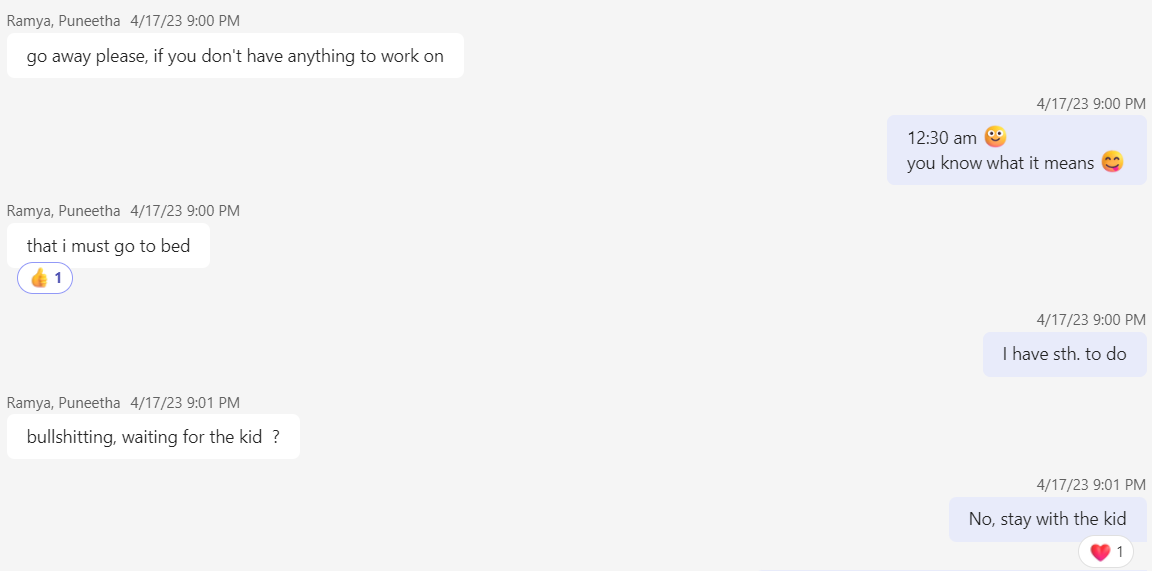 Ramya, Puneetha 4/17/23 9:00 PM
go away please, if you don't have anything to work on
4/17/23 9:00 PM
12:30 am
you know what it means
Ramya, Puneetha 4/17/23 9:00 PM
that i must go to bed
1
4/17/23 9:00 PM
I have sth. to do
Ramya, Puneetha 4/17/23 9:01 PM
bullshitting, waiting for the kid ?
4/17/23 9:01 PM
No, stay with the kid
1